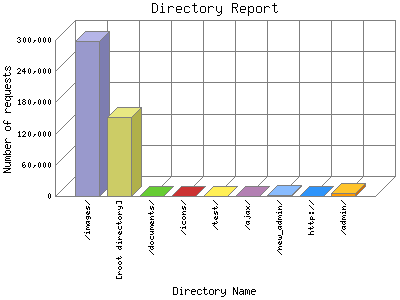 Directory Report
Number of requests
300,000
240,000
180,000
120,000
60,000
0
/images/
[root directory]
/documents/
/icons/
/test/
/ajax/
/new_admin/
http://
/admin/
Directory Name